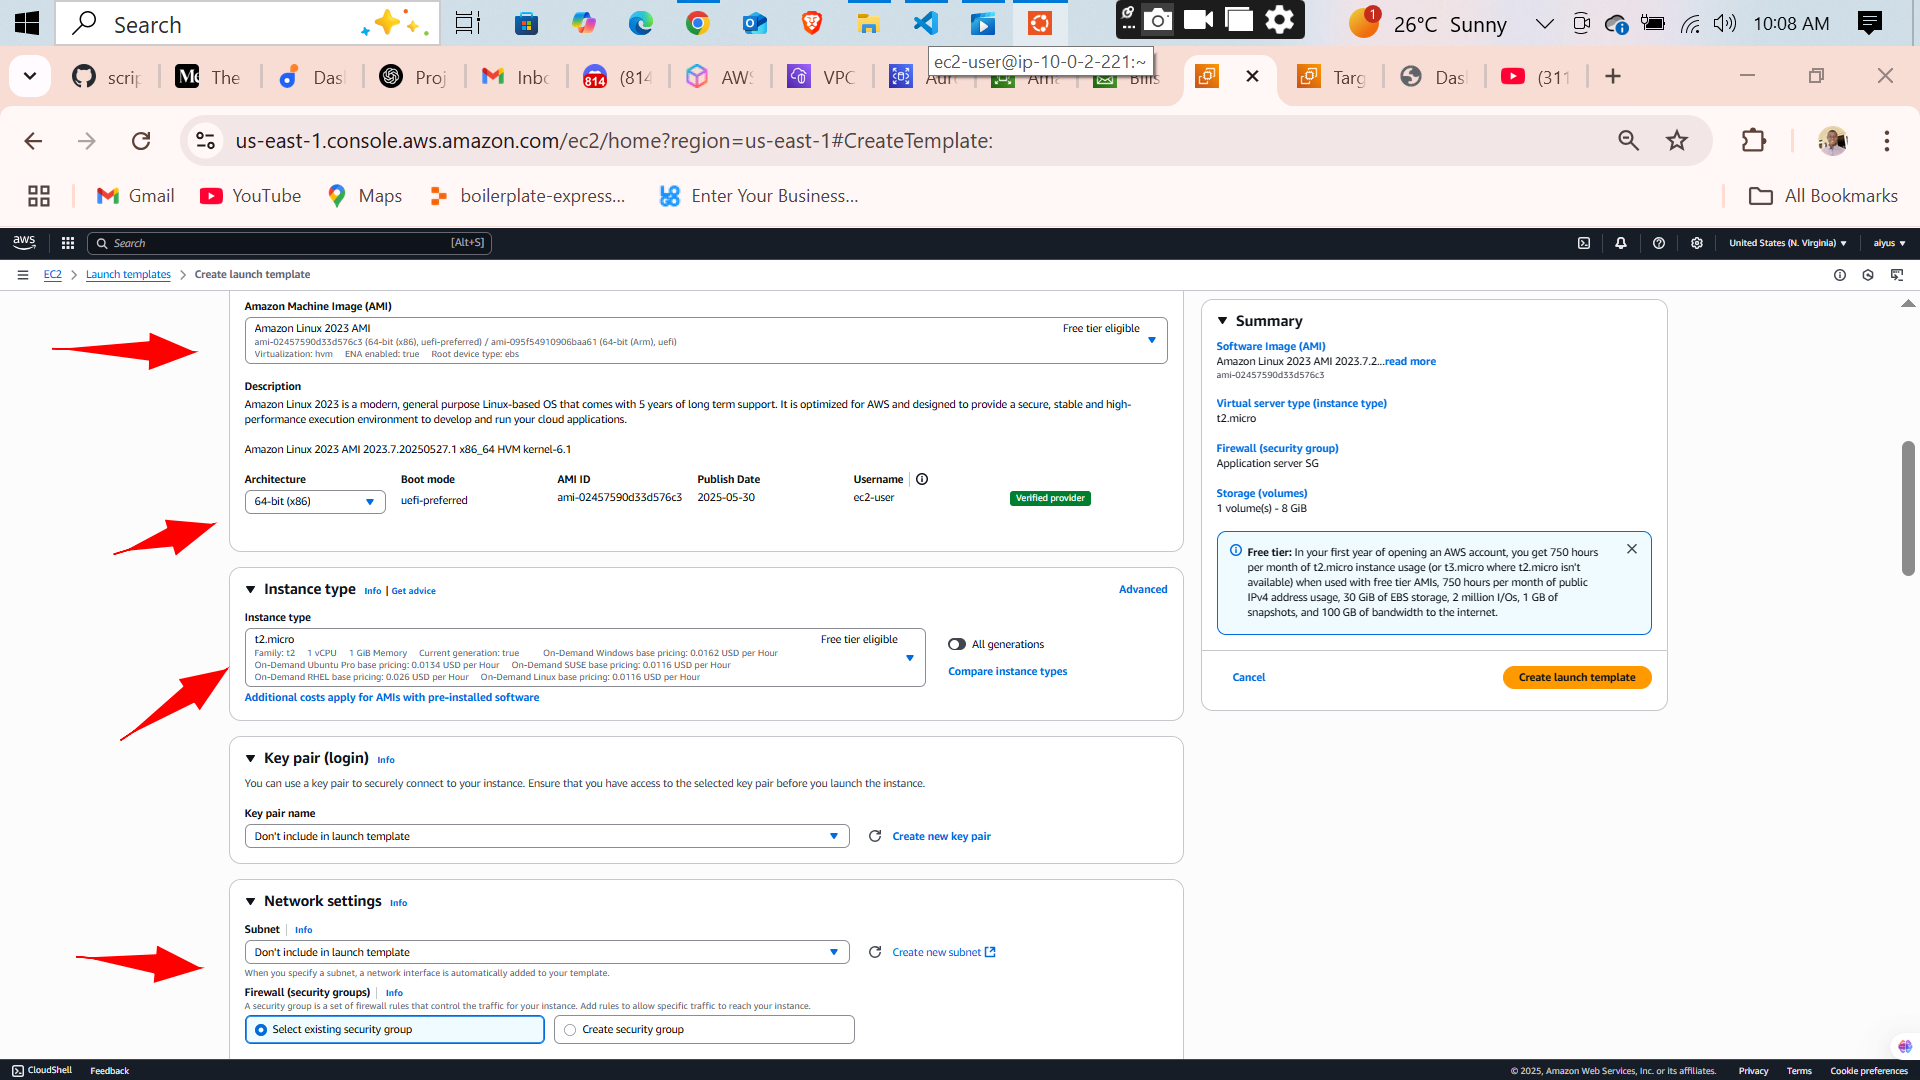 Search
26°C Sunny
1
10:08 AM
ec2-user@ip-10-0-2-221:~
scrip
The
Das
Proj
Inbo
814
(814
AWS
VPC
Targ
Das
(311
us-east-1.console.aws.amazon.com/ec2/home?region=us-east-1#CreateTemplate:
Gmail
YouTube
Maps
boilerplate-express...
Enter Your Business...
All Bookmarks
aws
Search
[Alt+S]
United States (N. Virginia)
aiyus
EC2
Launch templates
Create launch template
Amazon Machine Image (AMI)
Amazon Linux 2023 AMI
Free tier eligible
ami-02457590d33d576c3 (64-bit (x86), uefi-preferred) / ami-095f54910906baa61 (64-bit (Arm), uefi)
Virtualization: hvm ENA enabled: true Root device type: ebs
Description
Amazon Linux 2023 is a modern, general purpose Linux-based OS that comes with 5 years of long term support. It is optimized for AWS and designed to provide a secure, stable and high-
performance execution environment to develop and run your cloud applications.
Amazon Linux 2023 AMI 2023.7.20250527.1 x86_64 HVM kernel-6.1
Architecture Boot mode AMI ID Publish Date Username
64-bit (x86) uefi-preferred ami-02457590d33d576c3 2025-05-30 ec2-user Verified provider
Instance type Info | Get advice Advanced
Instance type
t2.micro
Free tier eligible
Family: t2 1 vCPU 1 GiB Memory Current generation: true On-Demand Windows base pricing: 0.0162 USD per Hour
On-Demand Ubuntu Pro base pricing: 0.0134 USD per Hour On-Demand SUSE base pricing: 0.0116 USD per Hour
On-Demand RHEL base pricing: 0.026 USD per Hour On-Demand Linux base pricing: 0.0116 USD per Hour
All generations
Compare instance types
Additional costs apply for AMIs with pre-installed software
Key pair (login) Info
You can use a key pair to securely connect to your instance. Ensure that you have access to the selected key pair before you launch the instance.
Key pair name
Don't include in launch template
Create new key pair
Network settings Info
Subnet Info
Don't include in launch template
Create new subnet
When you specify a subnet, a network interface is automatically added to your template.
Firewall (security groups) Info
A security group is a set of firewall rules that control the traffic for your instance. Add rules to allow specific traffic to reach your instance.
Select existing security group
Create security group
Summary
Software Image (AMI)
Amazon Linux 2023 AMI 2023.7.2...read more
ami-02457590d33d576c3
Virtual server type (instance type)
t2.micro
Firewall (security group)
Application server SG
Storage (volumes)
1 volume(s) - 8 GiB
Free tier: In your first year of opening an AWS account, you get 750 hours
per month of t2.micro instance usage (or t3.micro where t2.micro isn't
available) when used with free tier AMIs, 750 hours per month of public
IPv4 address usage, 30 GiB of EBS storage, 2 million I/Os, 1 GB of
snapshots, and 100 GB of bandwidth to the internet.
Cancel
Create launch template
CloudShell
Feedback
© 2025, Amazon Web Services, Inc. or its affiliates.
Privacy
Terms
Cookie preferences